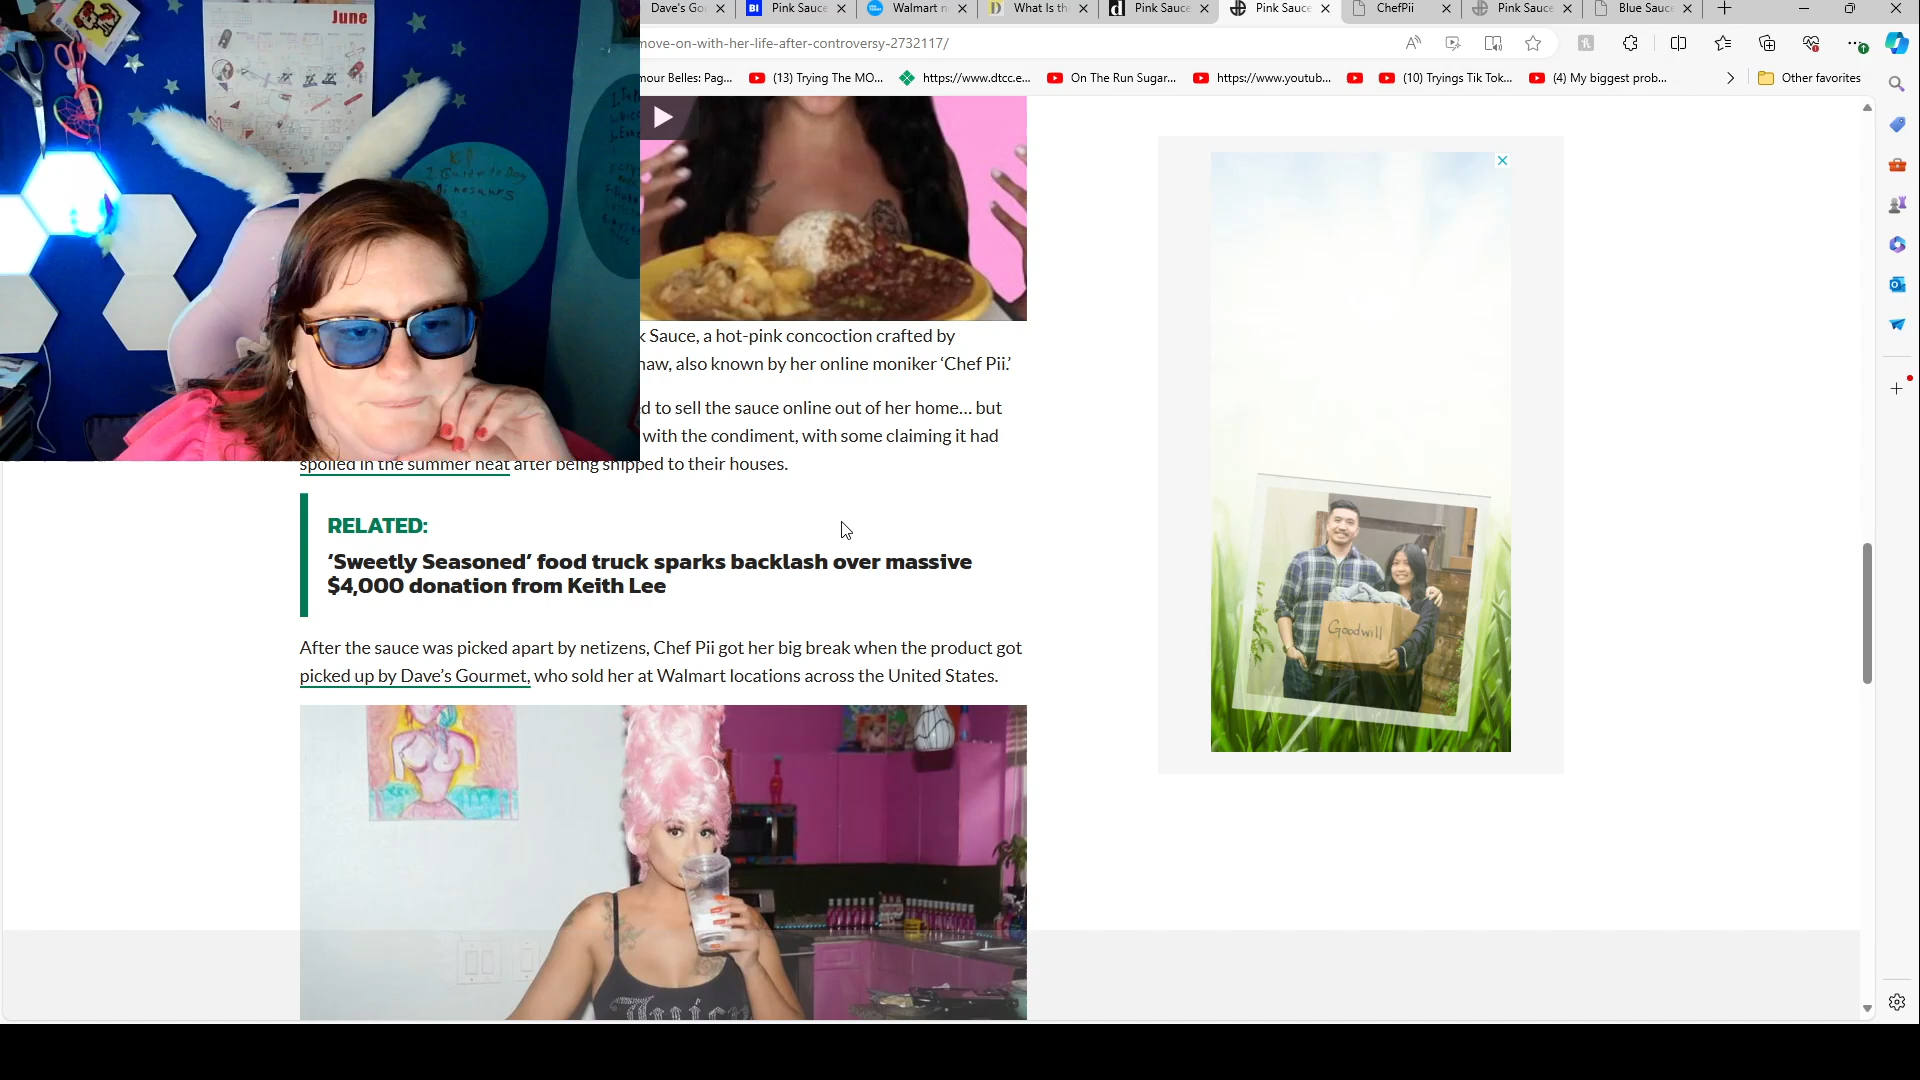 June
Dave's Go
BI Pink Sauce
Walmart n
What Is th
Pink Sauce
Pink Sauce
ChefPii
Pink Sauce
Blue Sauce
move-on-with-her-life-after-controversy-2732117/
mour Belles: Pag...
(13) Trying The MO...
https://www.dtcc.e...
On The Run Sugar...
https://www.youtub...
(10) Tryings Tik Tok...
(4) My biggest prob...
Other favorites
k Sauce, a hot-pink concoction crafted by
naw, also known by her online moniker ‘Chef Pii.’
d to sell the sauce online out of her home… but
with the condiment, with some claiming it had
spoiled in the summer heat after being shipped to their houses.
RELATED:
‘Sweetly Seasoned’ food truck sparks backlash over massive
$4,000 donation from Keith Lee
After the sauce was picked apart by netizens, Chef Pii got her big break when the product got
picked up by Dave’s Gourmet, who sold her at Walmart locations across the United States.
Goodwill